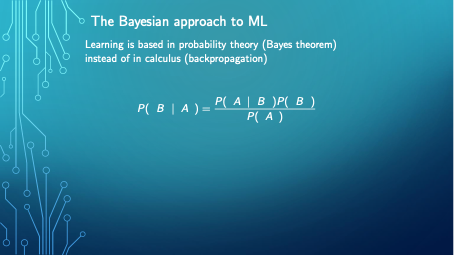 The Bayesian approach to ML
Learning is based in probability theory (Bayes theorem)
instead of in calculus (backpropagation)
P( B | A ) = P( A | B )P( B ) / P( A )